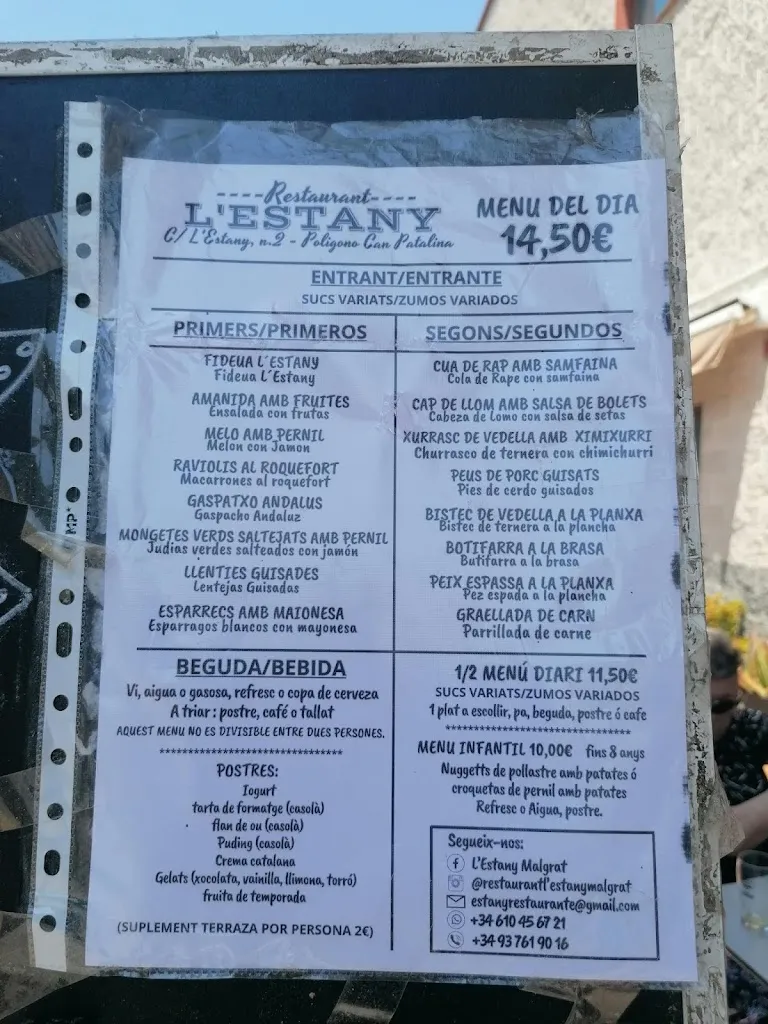 ----Restaurant----
L'ESTANY
C/ L'Estany, n.2 - Poligono Can Patalina
MENU DEL DIA
14,50€
ENTRANT/ENTRANTE
SUCS VARIATS/ZUMOS VARIADOS
PRIMERS/PRIMEROS
FIDEUA L´ESTANY
Fideua L´Estany
AMANIDA AMB FRUITES
Ensalada con frutas
MELO AMB PERNIL
Melon con Jamon
RAVIOLIS AL ROQUEFORT
Macarrones al roquefort
GASPATXO ANDALUS
Gaspacho Andaluz
MONGETES VERDS SALTEJATS AMB PERNIL
Judias verdes salteados con jamón
LLENTIES GUISADES
Lentejas Guisadas
ESPARRECS AMB MAIONESA
Esparragos blancos con mayonesa
SEGONS/SEGUNDOS
CUA DE RAP AMB SAMFAINA
Cola de Rape con samfaina
CAP DE LLOM AMB SALSA DE BOLETS
Cabeza de lomo con salsa de setas
XURRASC DE VEDELLA AMB XIMIXURRI
Churrasco de ternera con chimichurri
PEUS DE PORC GUISATS
Pies de cerdo guisados
BISTEC DE VEDELLA A LA PLANXA
Bistec de ternera a la plancha
BOTIFARRA A LA BRASA
Butifarra a la brasa
PEIX ESPASSA A LA PLANXA
Pez espada a la plancha
GRAELLADA DE CARN
Parrillada de carne
BEGUDA/BEBIDA
Vi, aigua o gasosa, refresc o copa de cerveza
A triar : postre, café o tallat
AQUEST MENU NO ES DIVISIBLE ENTRE DUES PERSONES.
*******************************
POSTRES:
Iogurt
tarta de formatge (casolà)
flan de ou (casolà)
Puding (casolà)
Crema catalana
Gelats (xocolata, vainilla, llimona, torró)
fruita de temporada
(SUPLEMENT TERRAZA POR PERSONA 2€)
1/2 MENÚ DIARI 11,50€
SUCS VARIATS/ZUMOS VARIADOS
1 plat a escollir, pa, beguda, postre ó cafe
*******************************
MENU INFANTIL 10,00€ fins 8 anys
Nuggetts de pollastre amb patates ó
croquetas de pernil amb patates
Refresc o Aigua, postre.
Segueix-nos:
L'Estany Malgrat
@restaurantl'estanymalgrat
estanyrestaurante@gmail.com
+34 610 45 67 21
+34 93 761 90 16